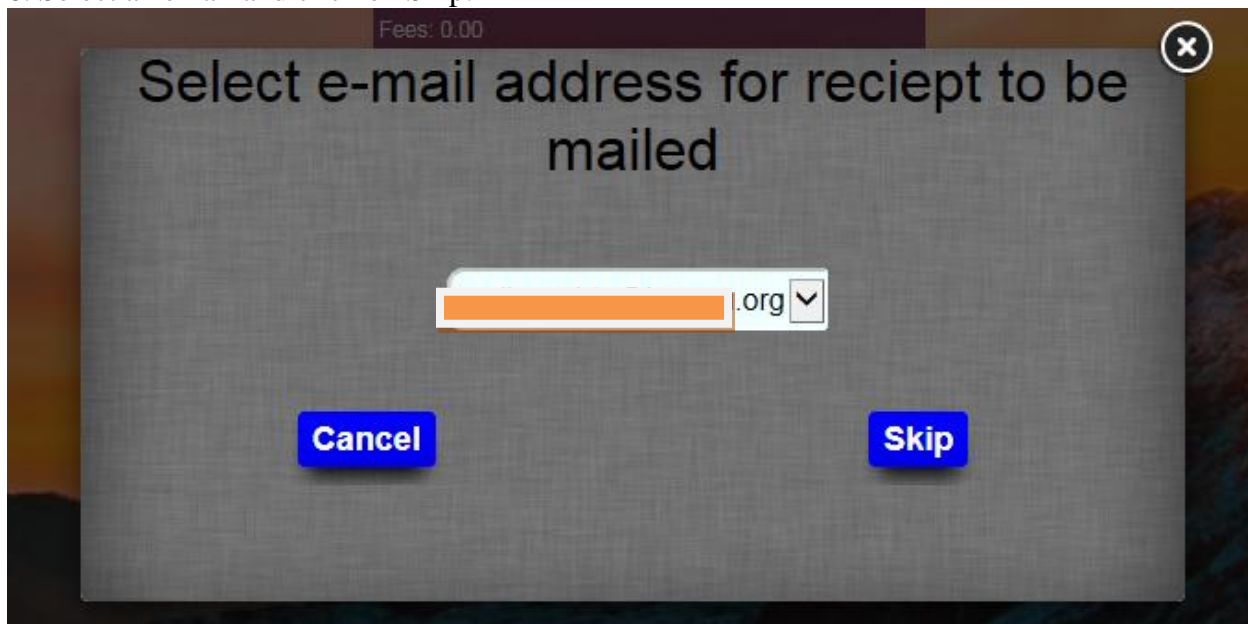 Fees: 0.00
Select e-mail address for reciept to be
mailed
.org
Cancel
Skip